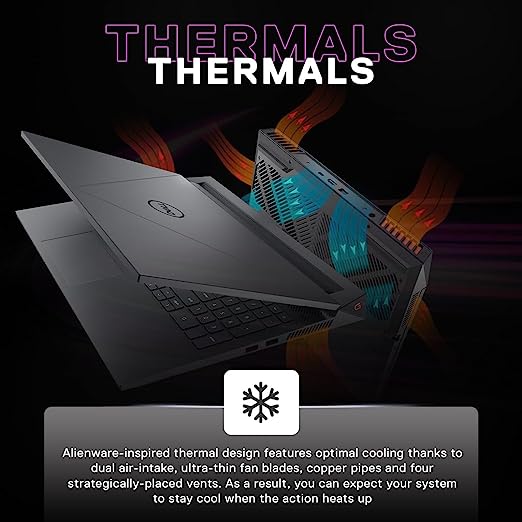 THERMALS
THERMALS
DELL
G
Alienware-inspired thermal design features optimal cooling thanks to
dual air-intake, ultra-thin fan blades, copper pipes and four
strategically-placed vents. As a result, you can expect your system
to stay cool when the action heats up